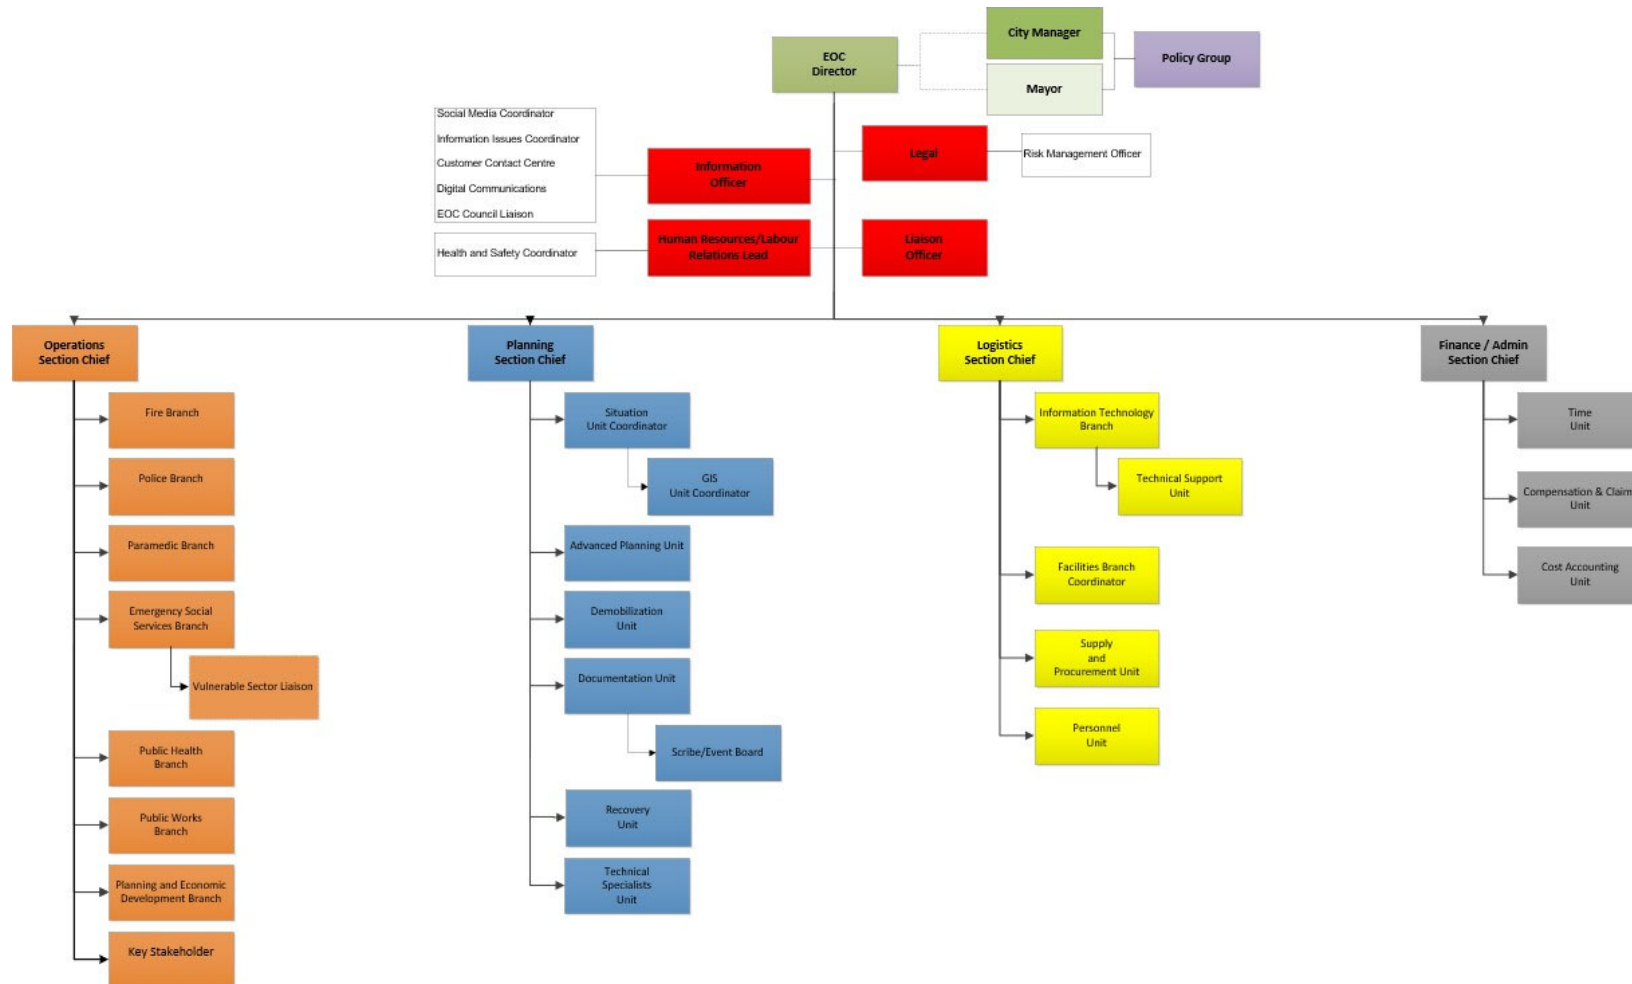 City Manager
EOC
Director
Policy Group
Mayor
Social Media Coordinator
Information Issues Coordinator
Customer Contact Centre
Digital Communications
EOC Council Liaison
Information
Officer
Legal
Risk Management Officer
Health and Safety Coordinator
Human Resources/Labour
Relations Lead
Liaison
Officer
Operations
Section Chief
Fire Branch
Police Branch
Paramedic Branch
Emergency Social
Services Branch
Vulnerable Sector Liaison
Public Health
Branch
Public Works
Branch
Planning and Economic
Development Branch
Key Stakeholder
Planning
Section Chief
Situation
Unit Coordinator
GIS
Unit Coordinator
Advanced Planning Unit
Demobilization
Unit
Documentation Unit
Scribe/Event Board
Recovery
Unit
Technical
Specialists
Unit
Logistics
Section Chief
Information Technology
Branch
Technical Support
Unit
Facilities Branch
Coordinator
Supply
and
Procurement Unit
Personnel
Unit
Finance / Admin
Section Chief
Time
Unit
Compensation & Claim
Unit
Cost Accounting
Unit